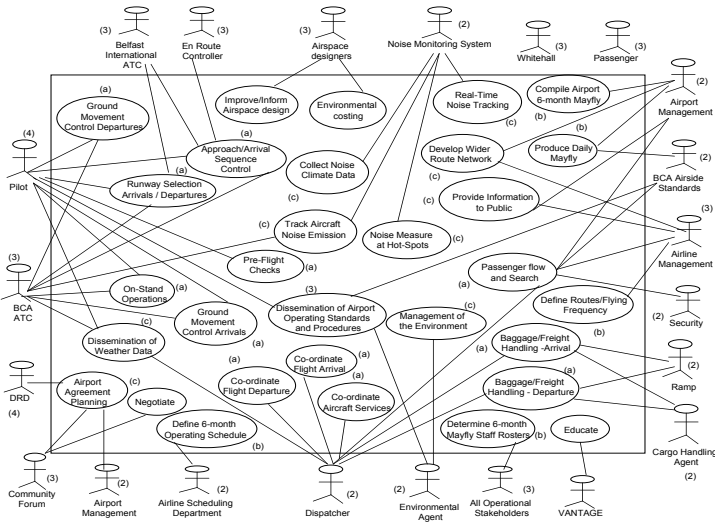 (3)
Belfast
International
ATC
(3)
En Route
Controller
(3)
Airspace
designers
(2)
Noise Monitoring System
(3)
Whitehall
(3)
Passenger
(2)
Airport
Management
(a)
Ground
Movement
Control Departures
Improve/Inform
Airspace design
Environmental
costing
Real-Time
Noise Tracking
(c)
Compile Airport
6-month Mayfly
(b)
(4)
Pilot
(a)
Approach/Arrival
Sequence
Control
Develop Wider
Route Network
(c)
(b)
Produce Daily
Mayfly
(2)
BCA Airside
Standards
(a)
Runway Selection
Arrivals / Departures
Collect Noise
Climate Data
(c)
(c)
Provide Information
to Public
(3)
Airline
Management
(c)
Track Aircraft
Noise Emission
Noise Measure
at Hot-Spots
(c)
Pre-Flight
Checks
(a)
Passenger flow
and Search
(a)
(3)
BCA
ATC
On-Stand
Operations
(a)
(3)
Dissemination of Airport
Operating Standards
and Procedures
Define Routes/Flying
Frequency
(b)
(2)
Security
(c)
Dissemination of
Weather Data
Ground
Movement
Control Arrivals
(a)
(c)
Management of
the Environment
(a)
Baggage/Freight
Handling -Arrival
(2)
Ramp
DRD
(4)
Airport
Agreement
Planning
(c)
Negotiate
(a)
Co-ordinate
Flight Departure
Co-ordinate
Flight Arrival
(a)
(a)
Co-ordinate
Aircraft Services
(a)
Baggage/Freight
Handling - Departure
Define 6-month
Operating Schedule
(b)
Determine 6-month
Mayfly Staff Rosters
(b)
Educate
Cargo Handling
Agent
(2)
(3)
Community
Forum
(2)
Airport
Management
(2)
Airline Scheduling
Department
(2)
Dispatcher
(2)
Environmental
Agent
(3)
All Operational
Stakeholders
VANTAGE